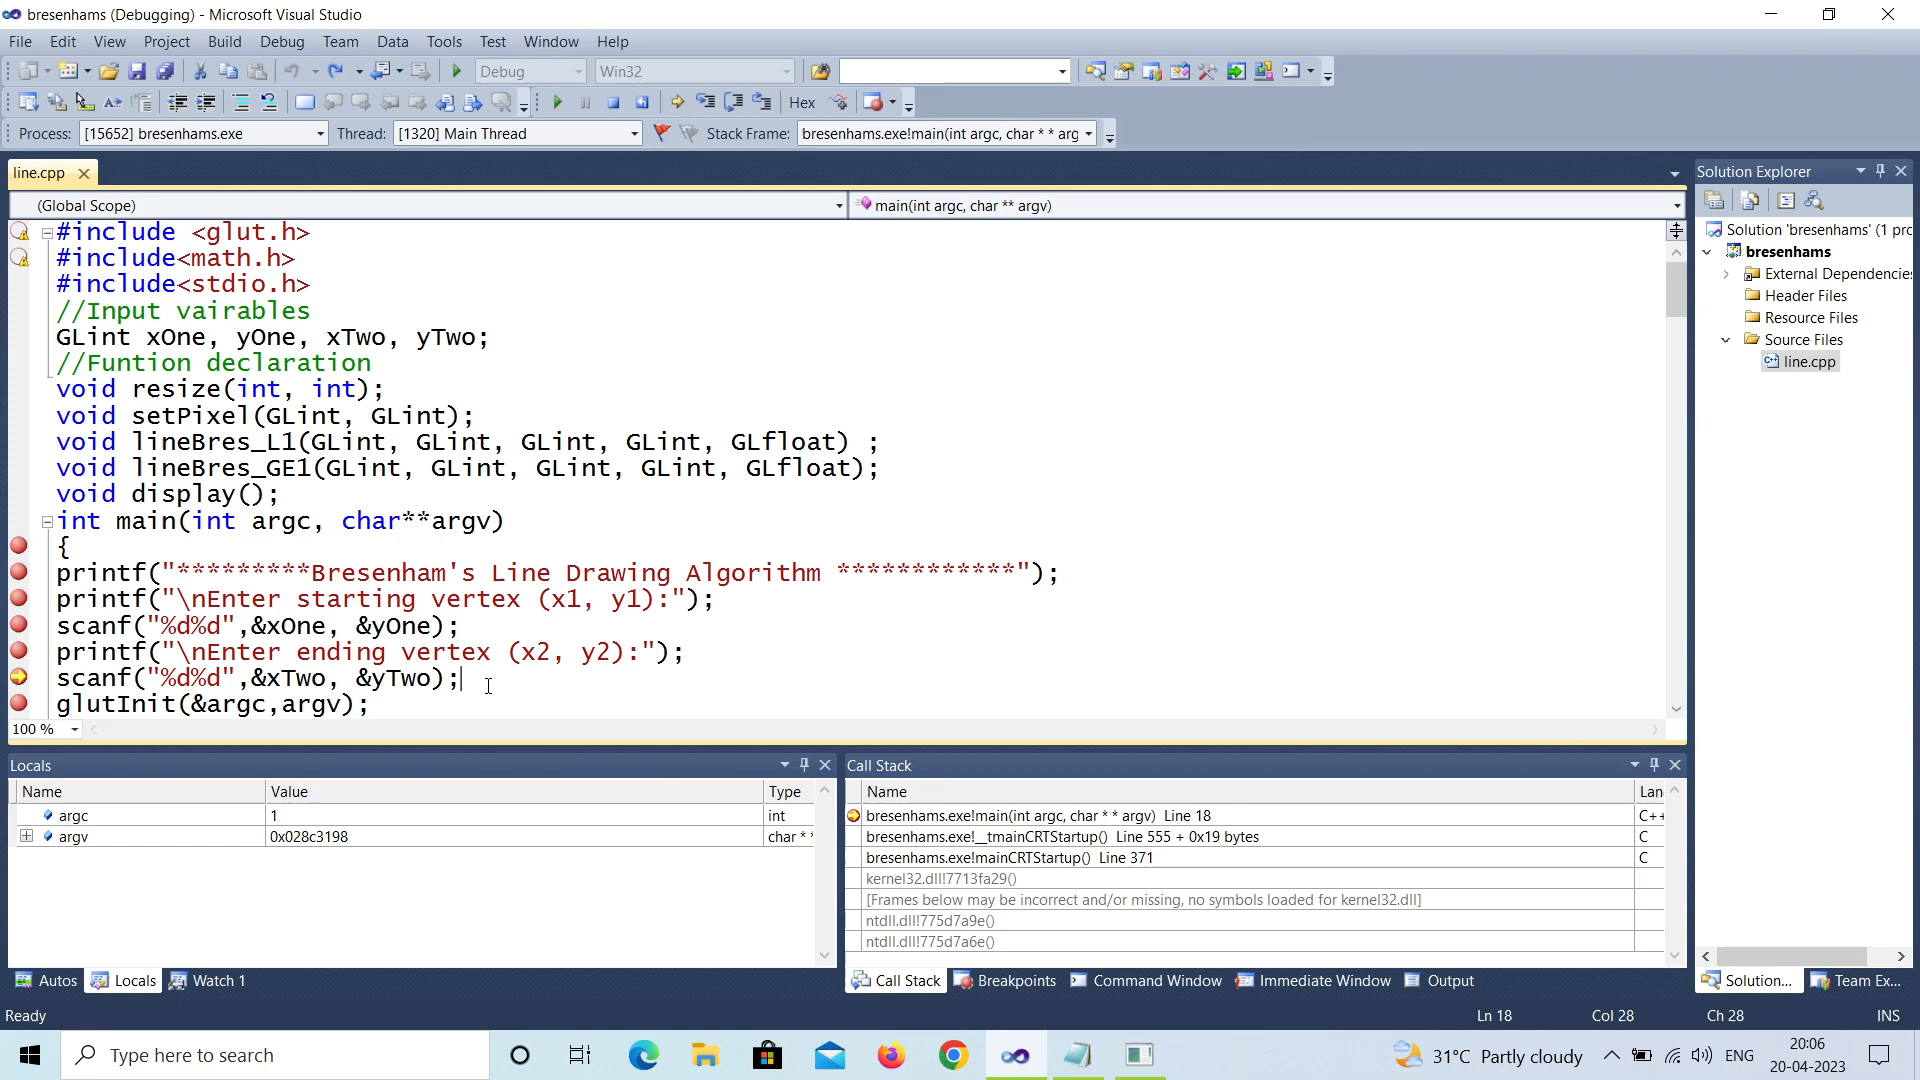 bresenhams (Debugging) - Microsoft Visual Studio
File Edit View Project Build Debug Team Data Tools Test Window Help
Debug Win32
Hex
Process: [15652] bresenhams.exe Thread: [1320] Main Thread Stack Frame: bresenhams.exe!main(int argc, char * * arg
line.cpp
(Global Scope) main(int argc, char ** argv)
#include <glut.h>
#include<math.h>
#include<stdio.h>
//Input vairables
GLint xOne, yOne, xTwo, yTwo;
//Funtion declaration
void resize(int, int);
void setPixel(GLint, GLint);
void lineBres_L1(GLint, GLint, GLint, GLint, GLfloat) ;
void lineBres_GE1(GLint, GLint, GLint, GLint, GLfloat);
void display();
int main(int argc, char**argv)
{
printf("*********Bresenham's Line Drawing Algorithm ************");
printf("\nEnter starting vertex (x1, y1):");
scanf("%d%d",&xOne, &yOne);
printf("\nEnter ending vertex (x2, y2):");
scanf("%d%d",&xTwo, &yTwo);
glutInit(&argc,argv);
100 %
Solution Explorer
Solution 'bresenhams' (1 pro
bresenhams
External Dependencies
Header Files
Resource Files
Source Files
line.cpp
Locals
Name Value Type
argc 1 int
argv 0x028c3198 char * *
Autos Locals Watch 1
Call Stack
Name Lan
bresenhams.exe!main(int argc, char * * argv) Line 18 C++
bresenhams.exe!__tmainCRTStartup() Line 555 + 0x19 bytes C
bresenhams.exe!mainCRTStartup() Line 371 C
kernel32.dll!7713fa29()
[Frames below may be incorrect and/or missing, no symbols loaded for kernel32.dll]
ntdll.dll!775d7a9e()
ntdll.dll!775d7a6e()
Call Stack Breakpoints Command Window Immediate Window Output
Solution... Team Ex...
Ready Ln 18 Col 28 Ch 28 INS
Type here to search
31°C Partly cloudy ENG
20:06
20-04-2023